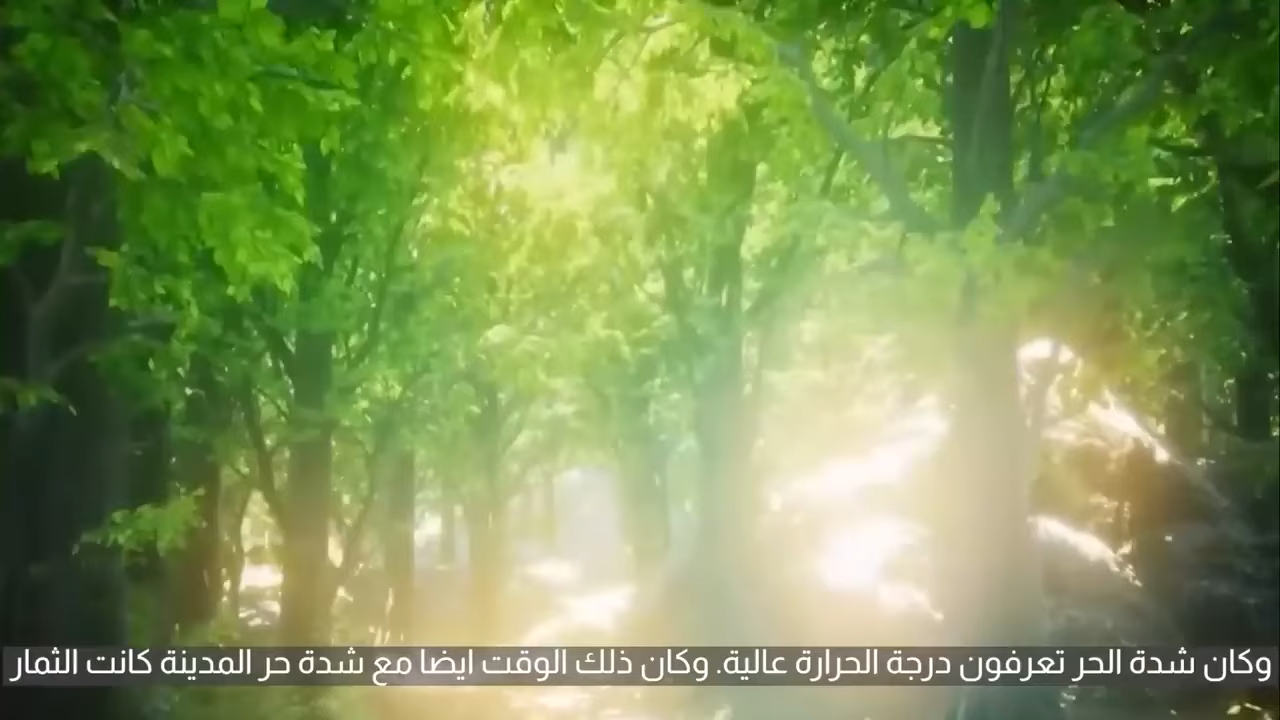 وكان شدة الحر تعرفون درجة الحرارة عالية. وكان ذلك الوقت ايضا مع شدة حر المدينة كانت الثمار